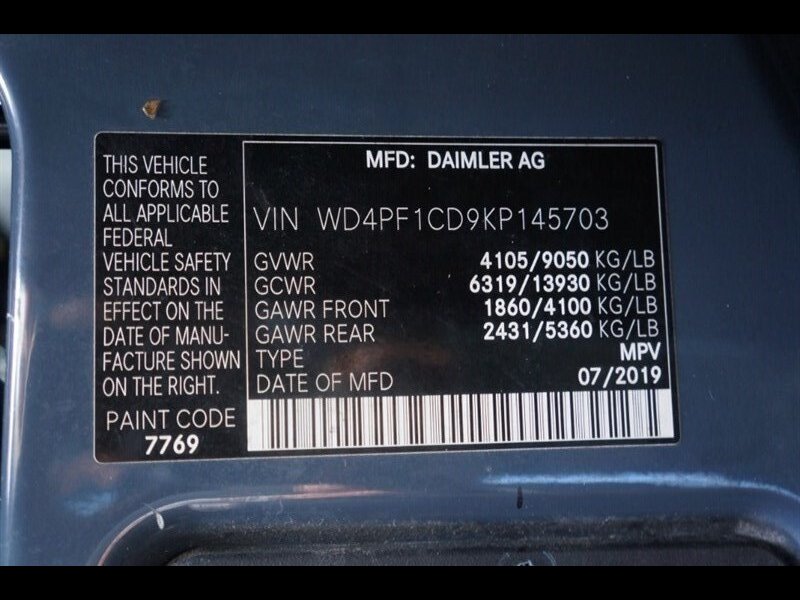 THIS VEHICLE
CONFORMS TO
ALL APPLICABLE
FEDERAL
VEHICLE SAFETY
STANDARDS IN
EFFECT ON THE
DATE OF MANU-
FACTURE SHOWN
ON THE RIGHT.
PAINT CODE
7769
MFD: DAIMLER AG
VIN WD4PF1CD9KP145703
GVWR 4105/9050 KG/LB
GCWR 6319/13930 KG/LB
GAWR FRONT 1860/4100 KG/LB
GAWR REAR 2431/5360 KG/LB
TYPE MPV
DATE OF MFD 07/2019